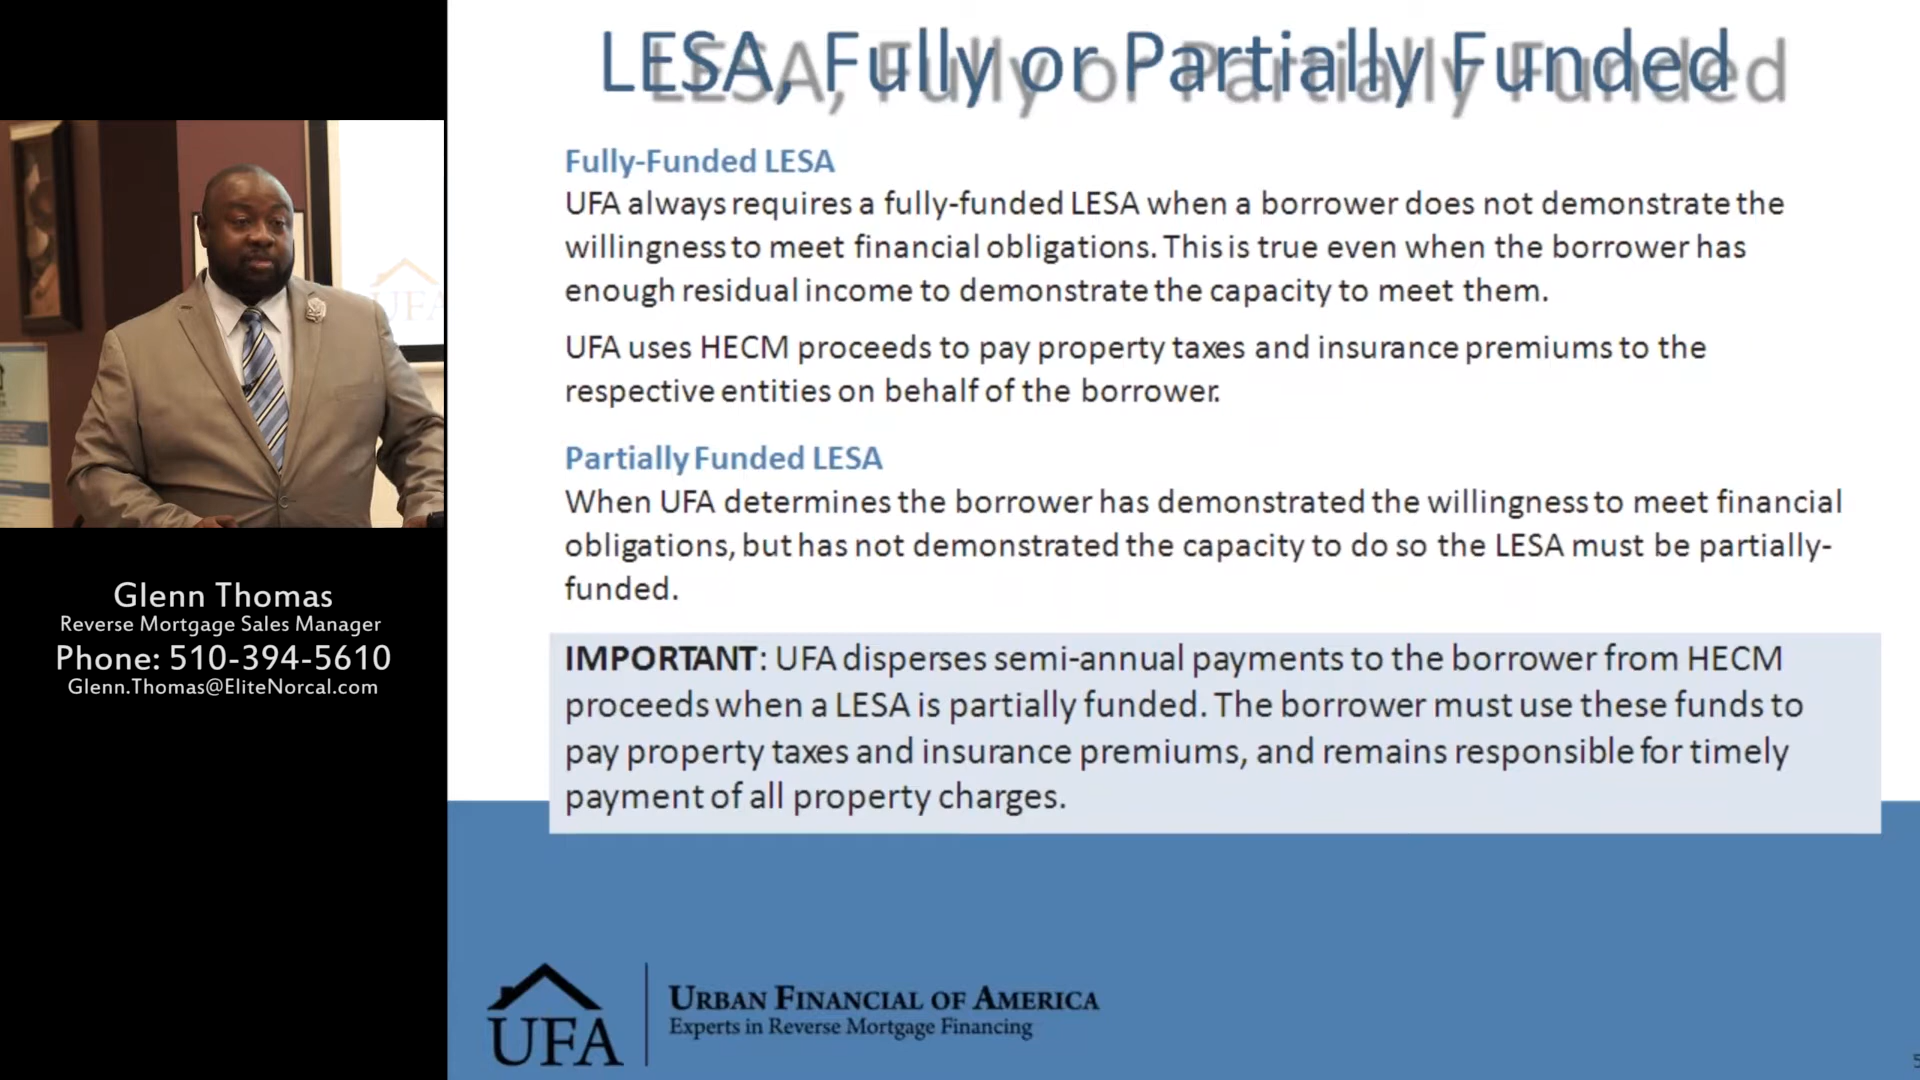 LESA, Fully or Partially Funded
Fully-Funded LESA
UFA always requires a fully-funded LESA when a borrower does not demonstrate the
willingness to meet financial obligations. This is true even when the borrower has
enough residual income to demonstrate the capacity to meet them.
UFA uses HECM proceeds to pay property taxes and insurance premiums to the
respective entities on behalf of the borrower.
Partially Funded LESA
When UFA determines the borrower has demonstrated the willingness to meet financial
obligations, but has not demonstrated the capacity to do so the LESA must be partially-
funded.
IMPORTANT: UFA disperses semi-annual payments to the borrower from HECM
proceeds when a LESA is partially funded. The borrower must use these funds to
pay property taxes and insurance premiums, and remains responsible for timely
payment of all property charges.
UFA
URBAN FINANCIAL OF AMERICA
Experts in Reverse Mortgage Financing
UFA
Glenn Thomas
Reverse Mortgage Sales Manager
Phone: 510-394-5610
Glenn.Thomas@EliteNorcal.com